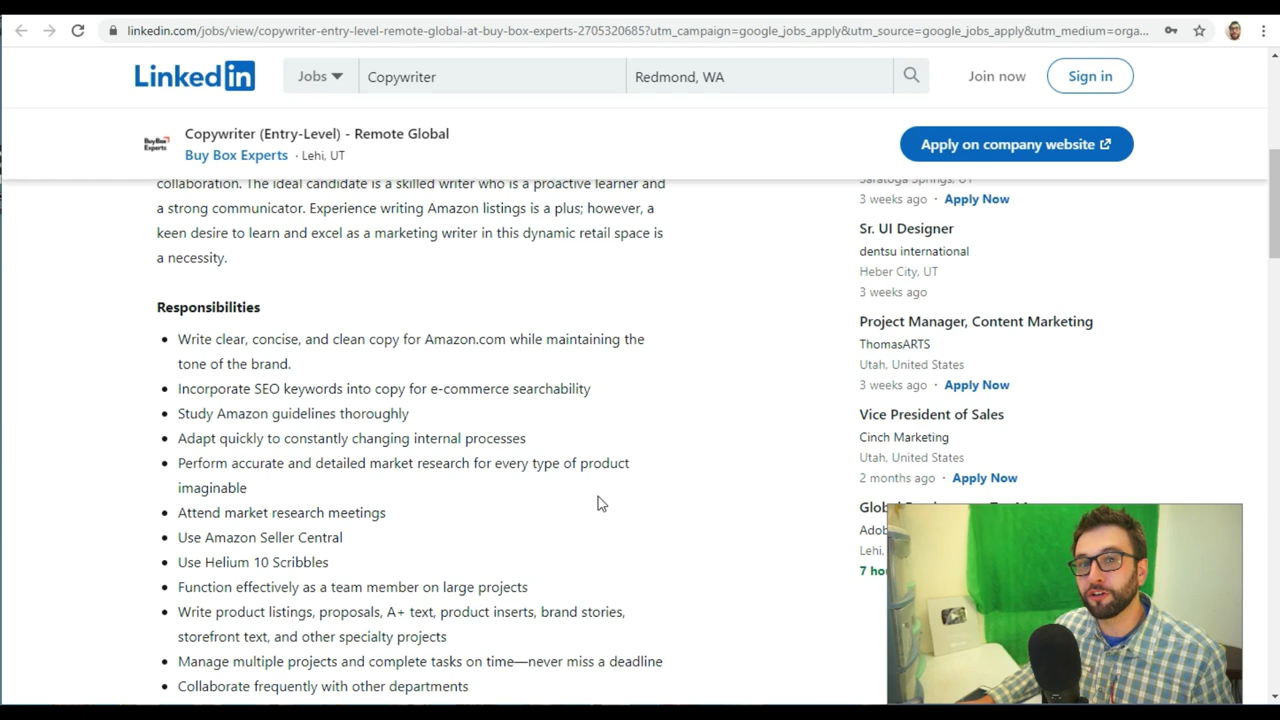 linkedin.com/jobs/view/copywriter-entry-level-remote-global-at-buy-box-experts-2705320685?utm_campaign=google_jobs_apply&utm_source=google_jobs_apply&utm_medium=orga...
Linkedin Jobs Copywriter Redmond, WA Join now Sign in
BuyBox Experts
Copywriter (Entry-Level) - Remote Global
Buy Box Experts · Lehi, UT
Apply on company website
collaboration. The ideal candidate is a skilled writer who is a proactive learner and
a strong communicator. Experience writing Amazon listings is a plus; however, a
keen desire to learn and excel as a marketing writer in this dynamic retail space is
a necessity.
Responsibilities
Write clear, concise, and clean copy for Amazon.com while maintaining the
tone of the brand.
Incorporate SEO keywords into copy for e-commerce searchability
Study Amazon guidelines thoroughly
Adapt quickly to constantly changing internal processes
Perform accurate and detailed market research for every type of product
imaginable
Attend market research meetings
Use Amazon Seller Central
Use Helium 10 Scribbles
Function effectively as a team member on large projects
Write product listings, proposals, A+ text, product inserts, brand stories,
storefront text, and other specialty projects
Manage multiple projects and complete tasks on time—never miss a deadline
Collaborate frequently with other departments
Saratoga Springs, UT
3 weeks ago · Apply Now
Sr. UI Designer
dentsu international
Heber City, UT
3 weeks ago
Project Manager, Content Marketing
ThomasARTS
Utah, United States
3 weeks ago · Apply Now
Vice President of Sales
Cinch Marketing
Utah, United States
2 months ago · Apply Now
Adob
Lehi,
7 hou